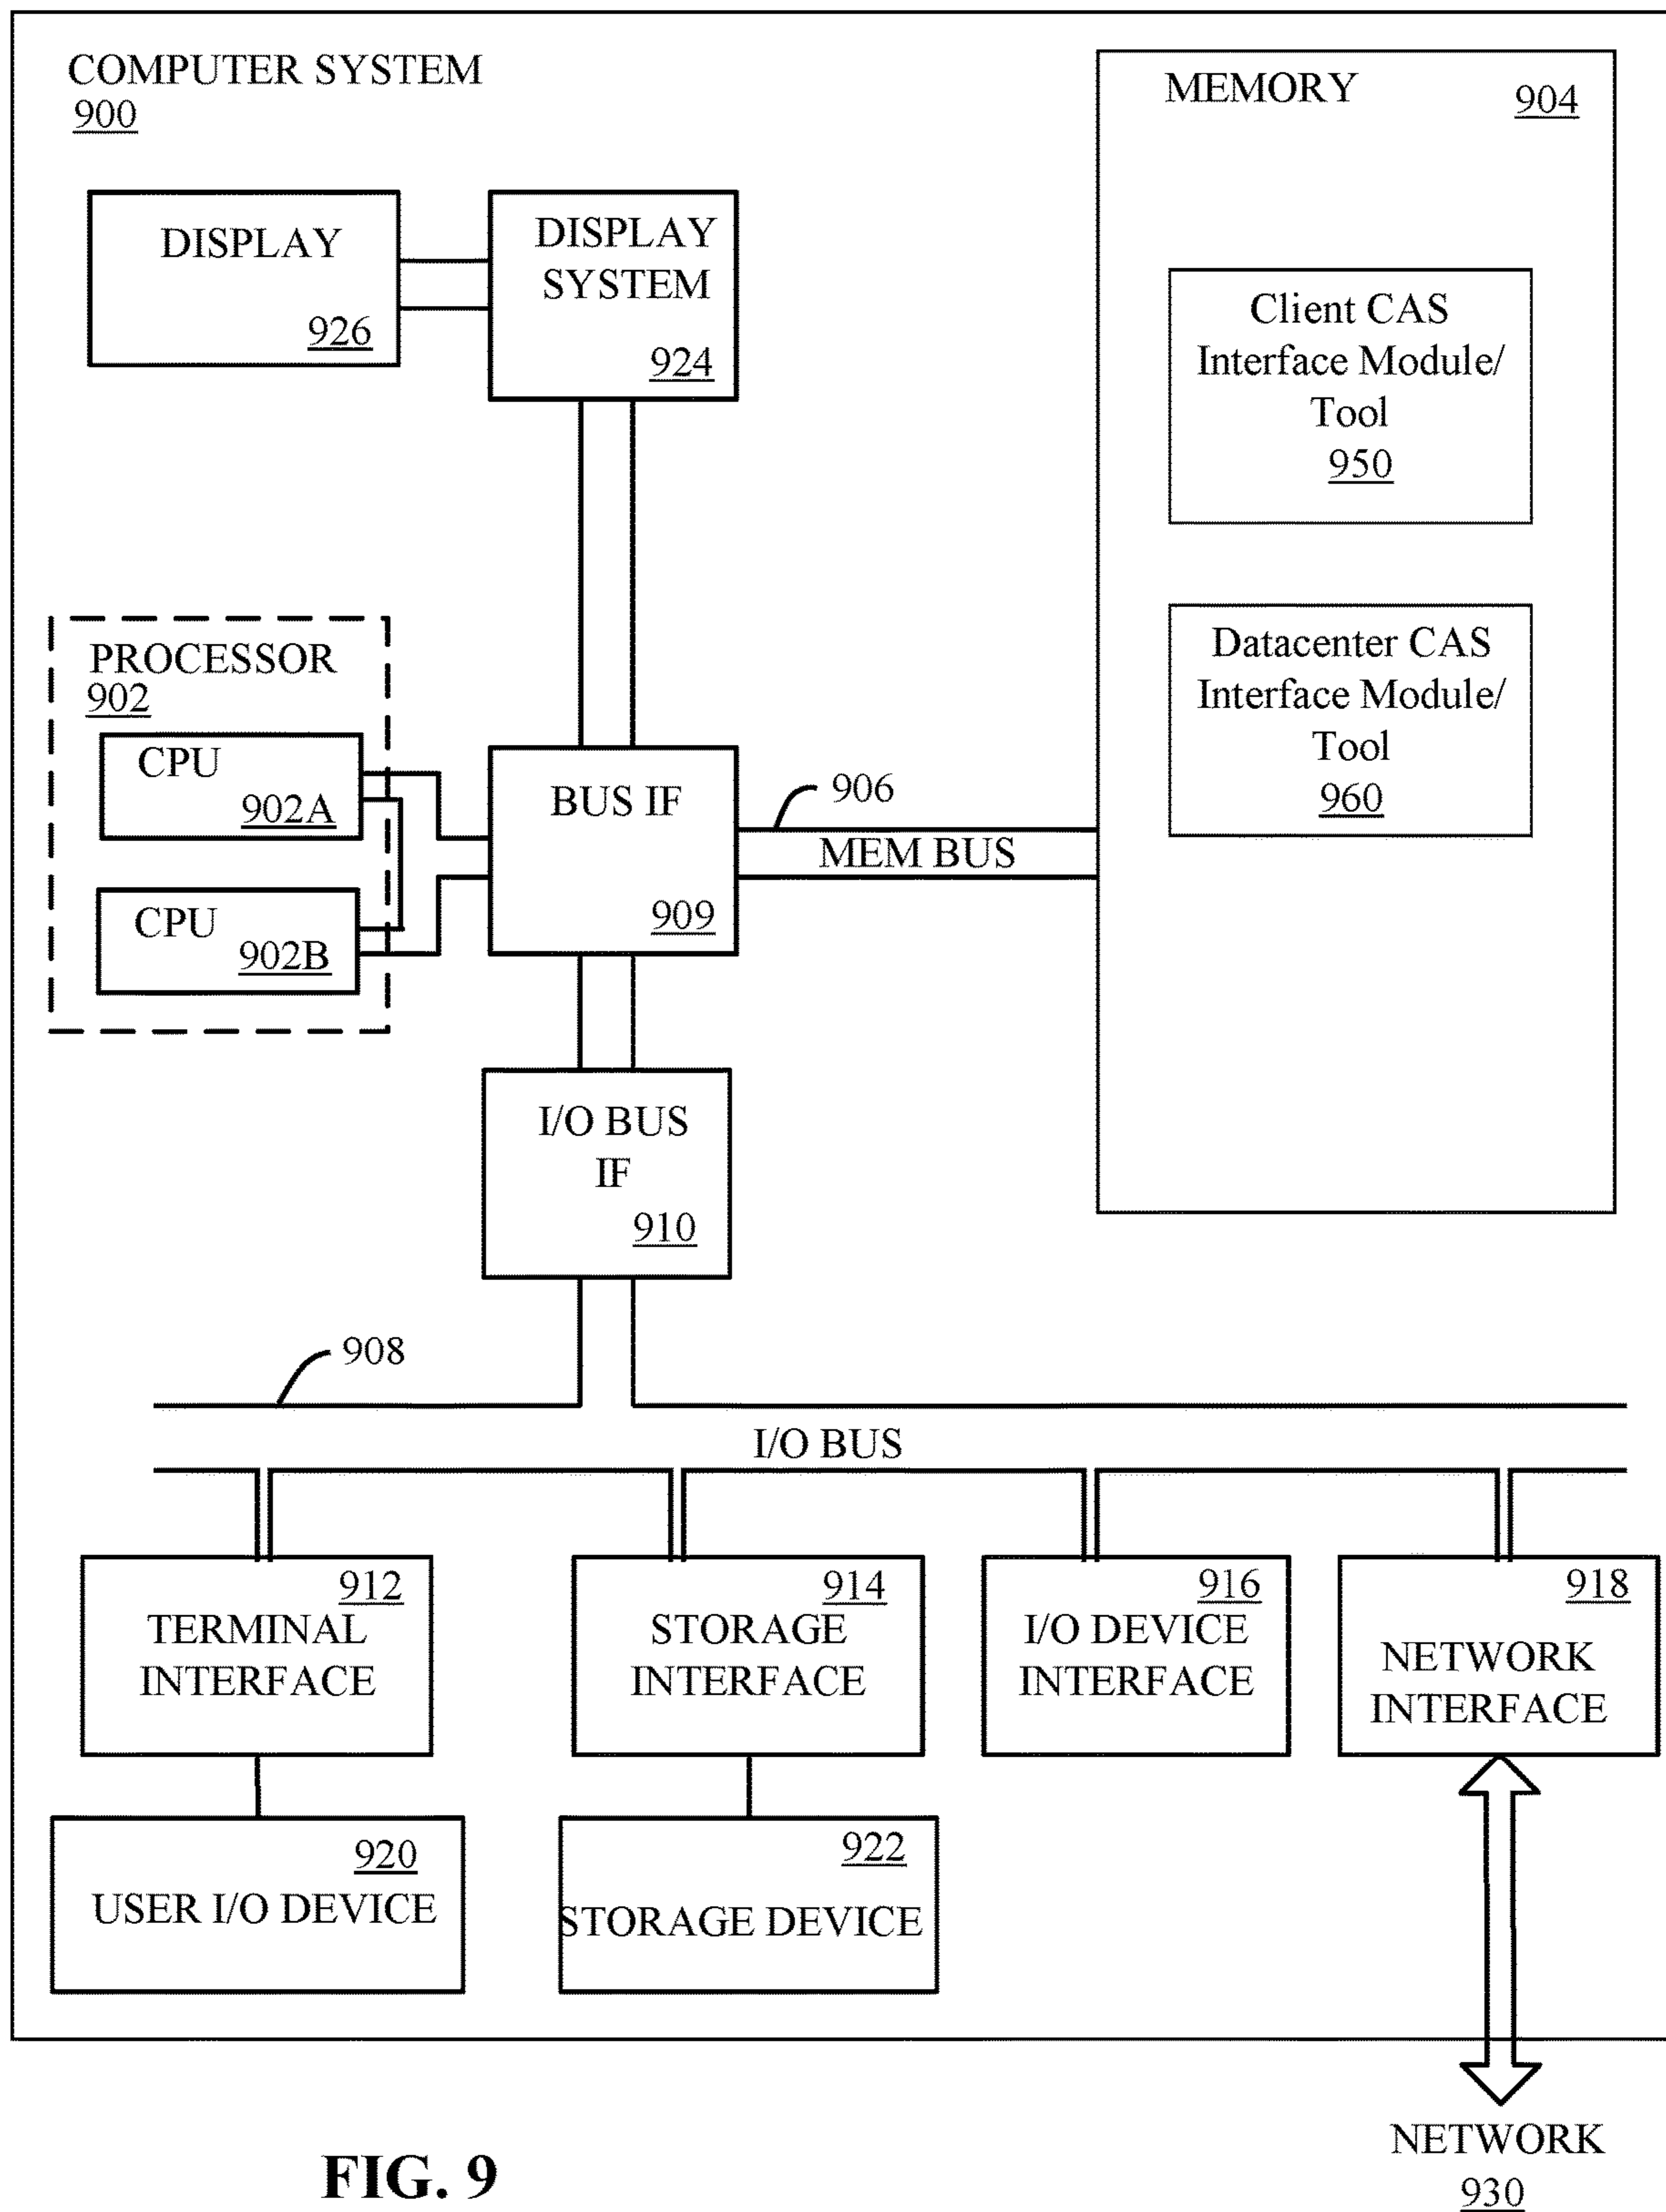 COMPUTER SYSTEM
900
MEMORY
904
DISPLAY
926
DISPLAY
SYSTEM
924
Client CAS
Interface Module/
Tool
950
Datacenter CAS
Interface Module/
Tool
960
PROCESSOR
902
CPU
902A
CPU
902B
BUS IF
909
906
MEM BUS
I/O BUS
IF
910
908
I/O BUS
912
TERMINAL
INTERFACE
914
STORAGE
INTERFACE
916
I/O DEVICE
INTERFACE
918
NETWORK
INTERFACE
920
USER I/O DEVICE
922
STORAGE DEVICE
NETWORK
930
FIG. 9